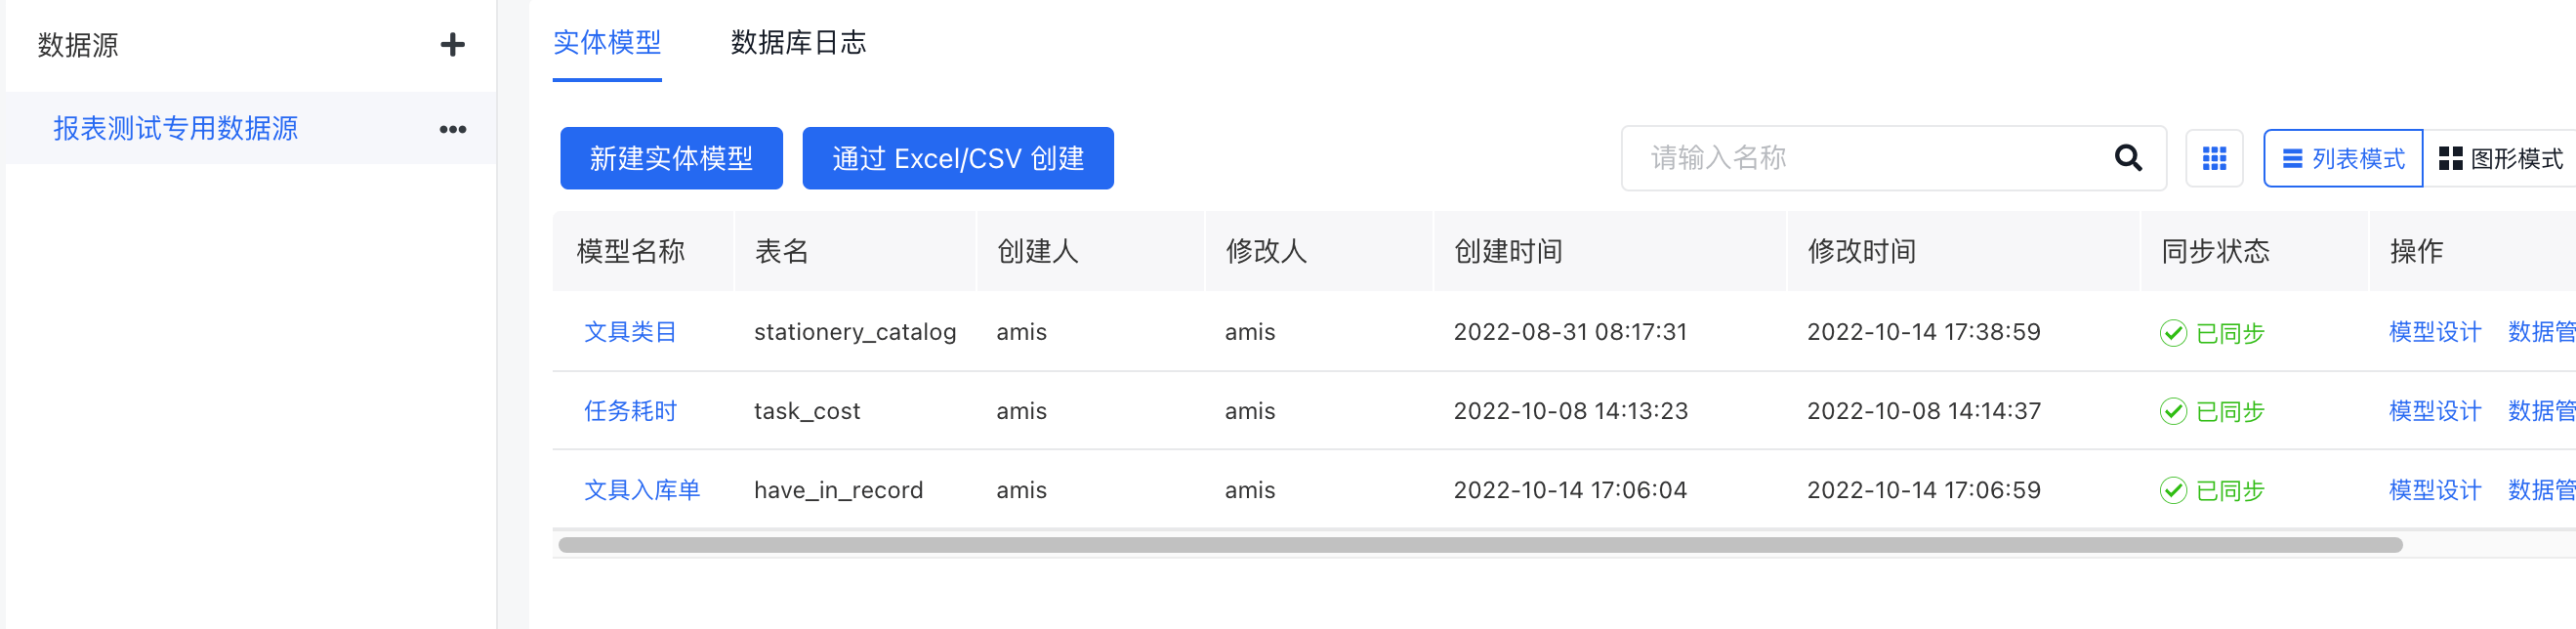 数据源
报表测试专用数据源
实体模型 数据库日志
新建实体模型 通过 Excel/CSV 创建 请输入名称 列表模式 图形模式
模型名称 表名 创建人 修改人 创建时间 修改时间 同步状态 操作
文具类目 stationery_catalog amis amis 2022-08-31 08:17:31 2022-10-14 17:38:59 已同步 模型设计 数据管
任务耗时 task_cost amis amis 2022-10-08 14:13:23 2022-10-08 14:14:37 已同步 模型设计 数据管
文具入库单 have_in_record amis amis 2022-10-14 17:06:04 2022-10-14 17:06:59 已同步 模型设计 数据管